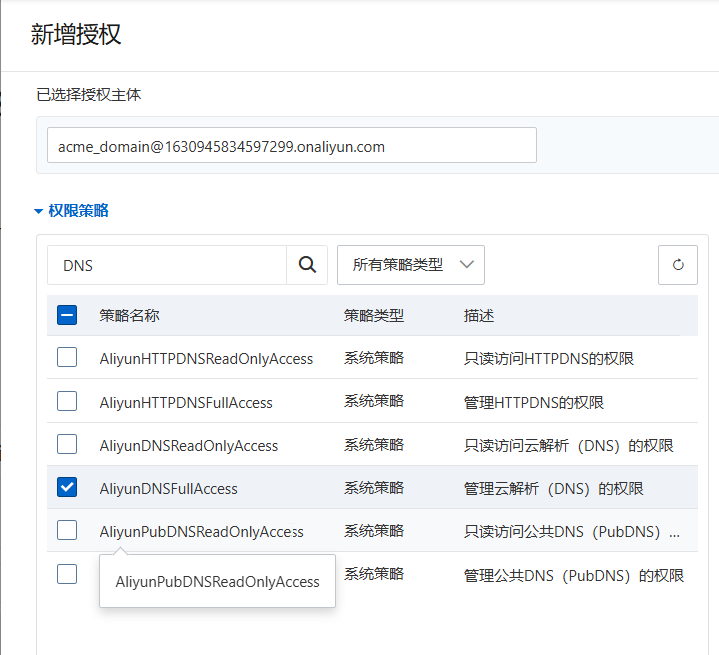 新增授权
已选择授权主体
acme_domain@1630945834597299.onaliyun.com
权限策略
DNS 所有策略类型
策略名称 策略类型 描述
AliyunHTTPDNSReadOnlyAccess 系统策略 只读访问HTTPDNS的权限
AliyunHTTPDNSFullAccess 系统策略 管理HTTPDNS的权限
AliyunDNSReadOnlyAccess 系统策略 只读访问云解析（DNS）的权限
AliyunDNSFullAccess 系统策略 管理云解析（DNS）的权限
AliyunPubDNSReadOnlyAccess 系统策略 只读访问公共DNS（PubDNS）...
系统策略 管理公共DNS（PubDNS）的权限
AliyunPubDNSReadOnlyAccess